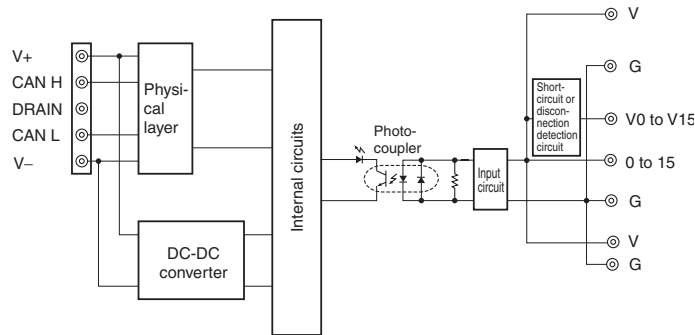 V+
CAN H
DRAIN
CAN L
V–
Physi-
cal
layer
DC-DC
converter
Internal circuits
Photo-
coupler
Input
circuit
Short-
circuit or
discon-
nection
detection
circuit
V
G
V0 to V15
0 to 15
G
V
G